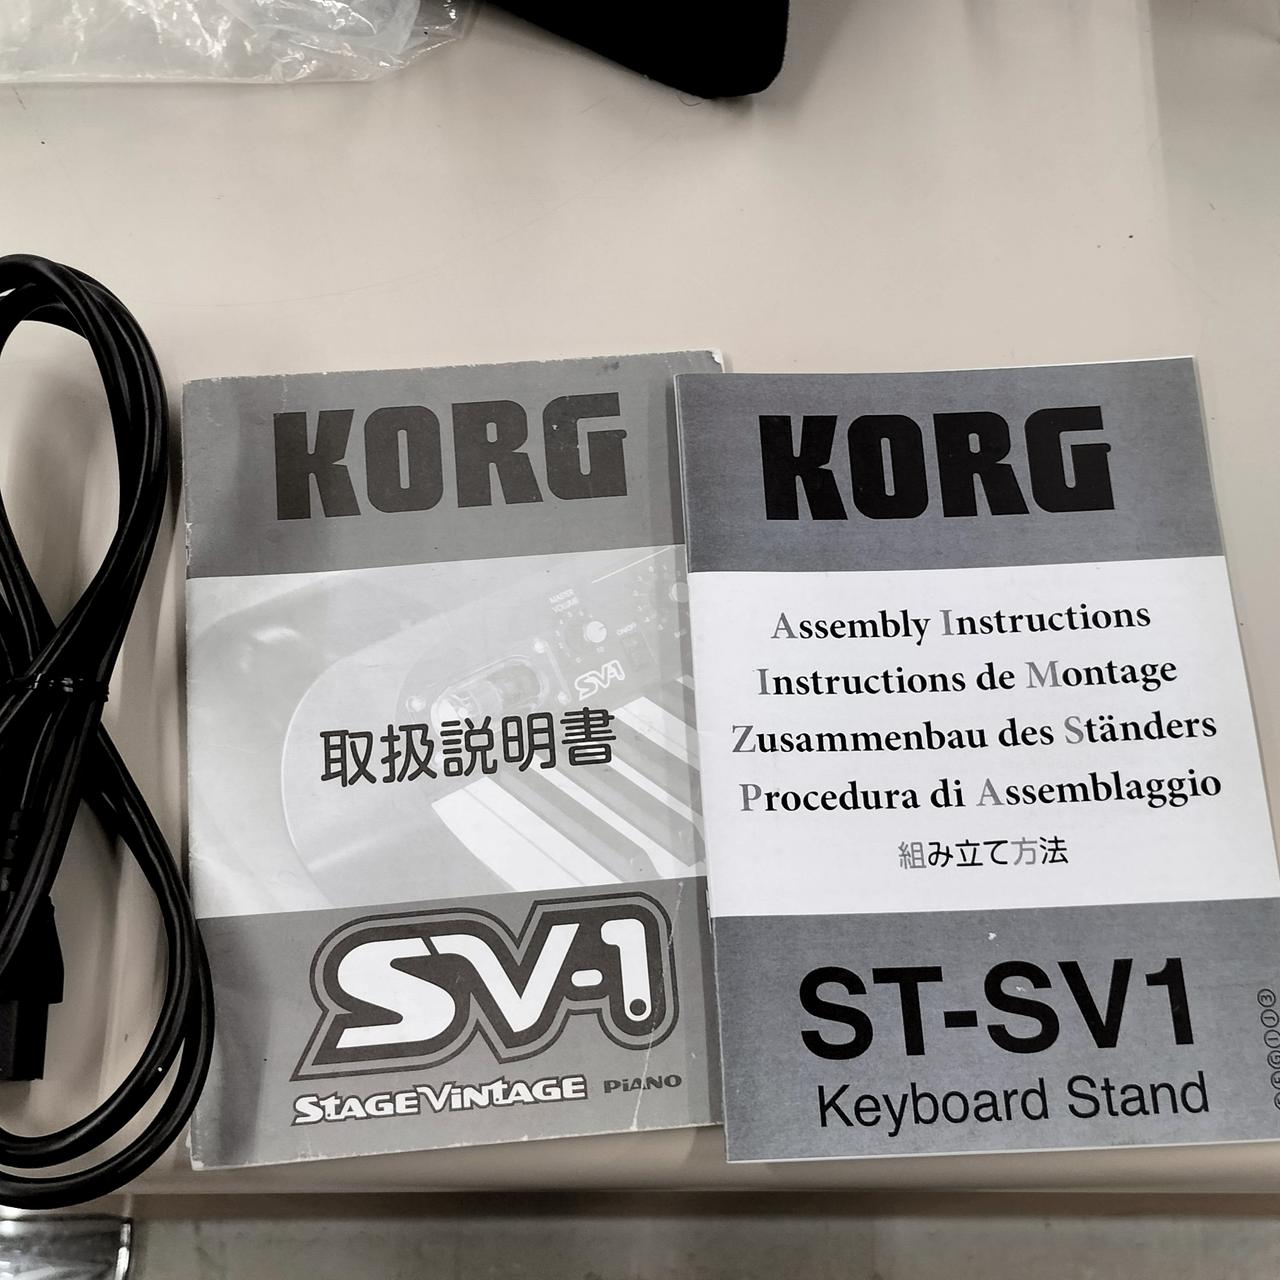 KORG
MASTER
VOLUME
SV-1
取扱説明書
SV-1
STAGE VINTAGE PIANO
KORG
Assembly Instructions
Instructions de Montage
Zusammenbau des Ständers
Procedura di Assemblaggio
組み立て方法
ST-SV1
Keyboard Stand